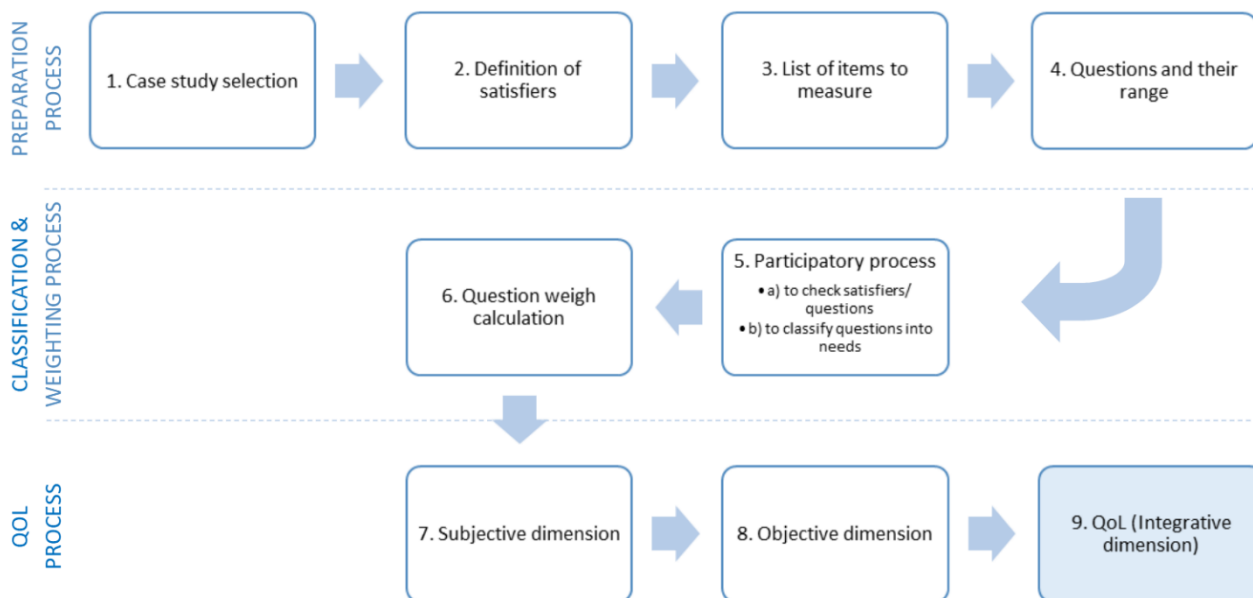 PREPARATION
PROCESS
1. Case study selection
2. Definition of
satisfiers
3. List of items to
measure
4. Questions and their
range
CLASSIFICATION &
WEIGHTING PROCESS
5. Participatory process
• a) to check satisfiers/
questions
• b) to classify questions into
needs
6. Question weigh
calculation
QOL
PROCESS
7. Subjective dimension
8. Objective dimension
9. QoL (Integrative
dimension)